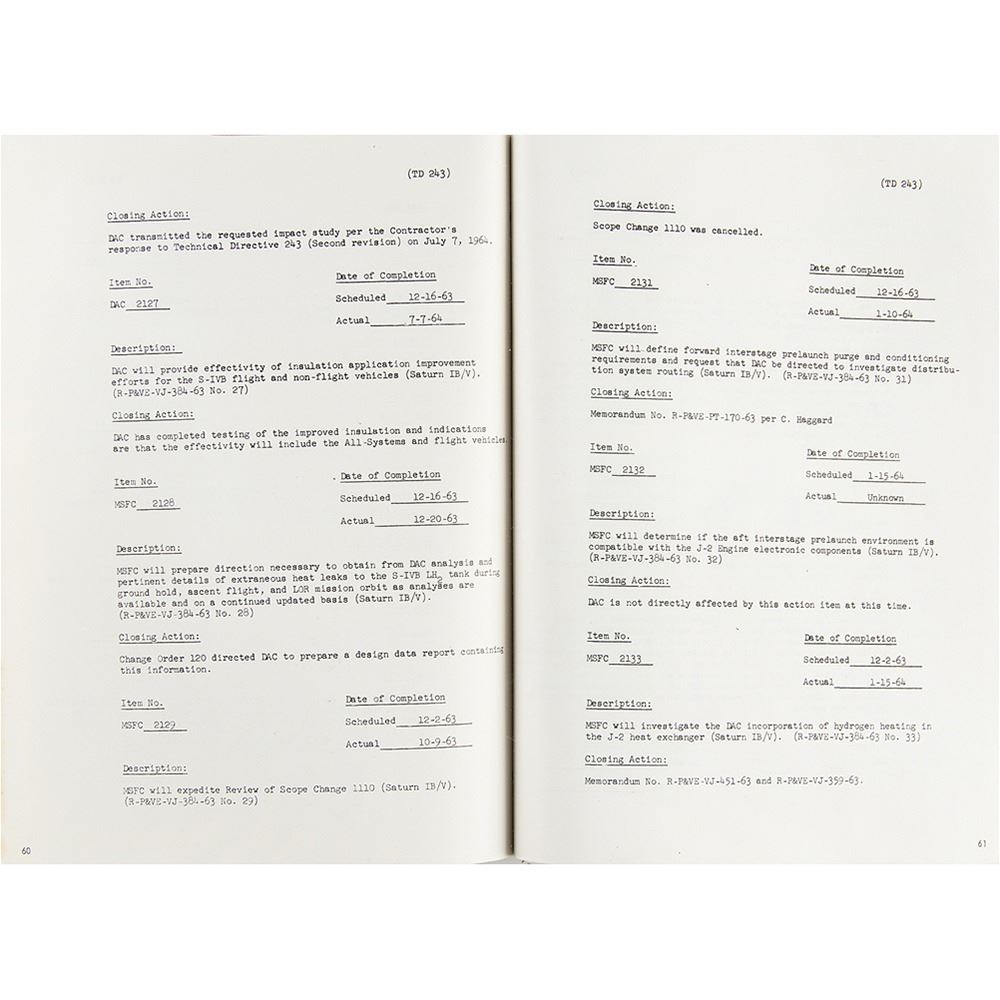 (TD 243)
Closing Action:
DAC transmitted the requested impact study per the Contractor's
response to Technical Directive 243 (Second revision) on July 7, 1964.
Item No.
Date of Completion
DAC 2127
Scheduled 12-16-63
Actual 7-7-64
Description:
DAC will provide effectivity of insulation application improvement
efforts for the S-IVB flight and non-flight vehicles (Saturn IB/V).
(R-P&VE-VJ-384-63 No. 27)
Closing Action:
DAC has completed testing of the improved insulation and indications
are that the effectivity will include the All-Systems and flight vehicles.
Item No.
Date of Completion
MSFC 2128
Scheduled 12-16-63
Actual 12-20-63
Description:
MSFC will prepare direction necessary to obtain from DAC analysis and
pertinent details of extraneous heat leaks to the S-IVB LH2 tank during
ground hold, ascent flight, and LOR mission orbit as analyses are
available and on a continued updated basis (Saturn IB/V).
(R-P&VE-VJ-384-63 No. 28)
Closing Action:
Change Order 120 directed DAC to prepare a design data report containing
this information.
Item No.
Date of Completion
MSFC 2129
Scheduled 12-2-63
Actual 10-9-63
Description:
MSFC will expedite Review of Scope Change 1110 (Saturn IB/V).
(R-P&VE-VJ-384-63 No. 29)
60
(TD 243)
Closing Action:
Scope Change 1110 was cancelled.
Item No.
Date of Completion
MSFC 2131
Scheduled 12-16-63
Actual 1-10-64
Description:
MSFC will define forward interstage prelaunch purge and conditioning
requirements and request that DAC be directed to investigate distribu-
tion system routing (Saturn IB/V). (R-P&VE-VJ-384-63 No. 31)
Closing Action:
Memorandum No. R-P&VE-PT-170-63 per C. Haggard
Item No.
Date of Completion
MSFC 2132
Scheduled 1-15-64
Actual Unknown
Description:
MSFC will determine if the aft interstage prelaunch environment is
compatible with the J-2 Engine electronic components (Saturn IB/V).
(R-P&VE-VJ-384-63 No. 32)
Closing Action:
DAC is not directly affected by this action item at this time.
Item No.
Date of Completion
MSFC 2133
Scheduled 12-2-63
Actual 1-15-64
Description:
MSFC will investigate the DAC incorporation of hydrogen heating in
the J-2 heat exchanger (Saturn IB/V). (R-P&VE-VJ-384-63 No. 33)
Closing Action:
Memorandum No. R-P&VE-VJ-451-63 and R-P&VE-VJ-359-63.
61